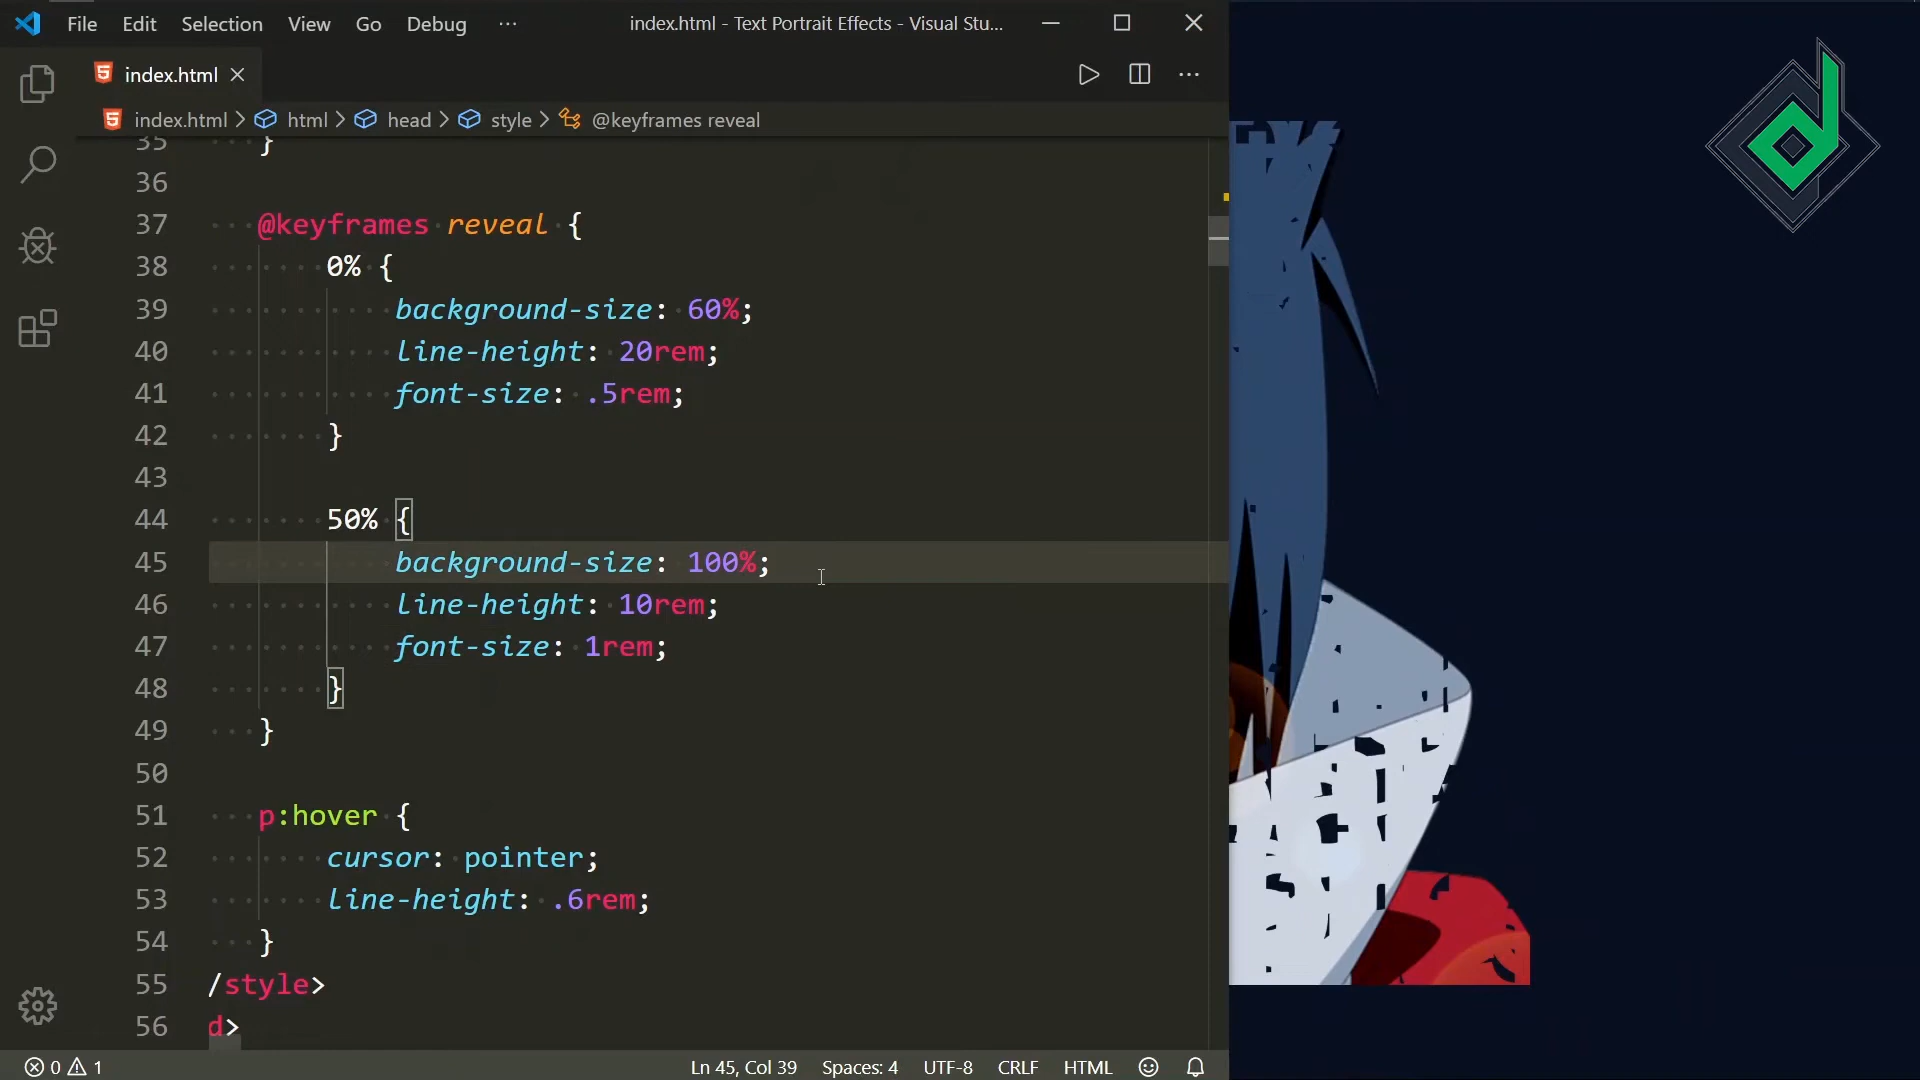 File Edit Selection View Go Debug ··· index.html - Text Portrait Effects - Visual Stu...
index.html
index.html > html > head > style > @keyframes reveal
35 }
36
37 @keyframes reveal {
38 0% {
39 background-size: 60%;
40 line-height: 20rem;
41 font-size: .5rem;
42 }
43
44 50% {
45 background-size: 100%;
46 line-height: 10rem;
47 font-size: 1rem;
48 }
49 }
50
51 p:hover {
52 cursor: pointer;
53 line-height: .6rem;
54 }
55 /style>
56 d>
0 1 Ln 45, Col 39 Spaces: 4 UTF-8 CRLF HTML